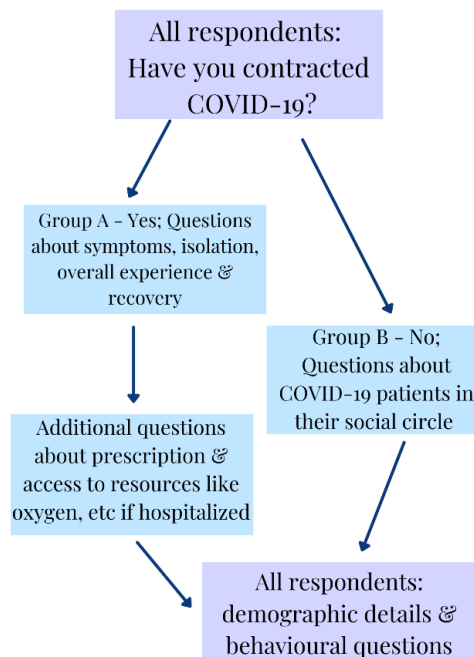 All respondents:
Have you contracted
COVID-19?
Group A - Yes; Questions
about symptoms, isolation,
overall experience &
recovery
Group B - No;
Questions about
COVID-19 patients in
their social circle
Additional questions
about prescription &
access to resources like
oxygen, etc if hospitalized
All respondents:
demographic details &
behavioural questions